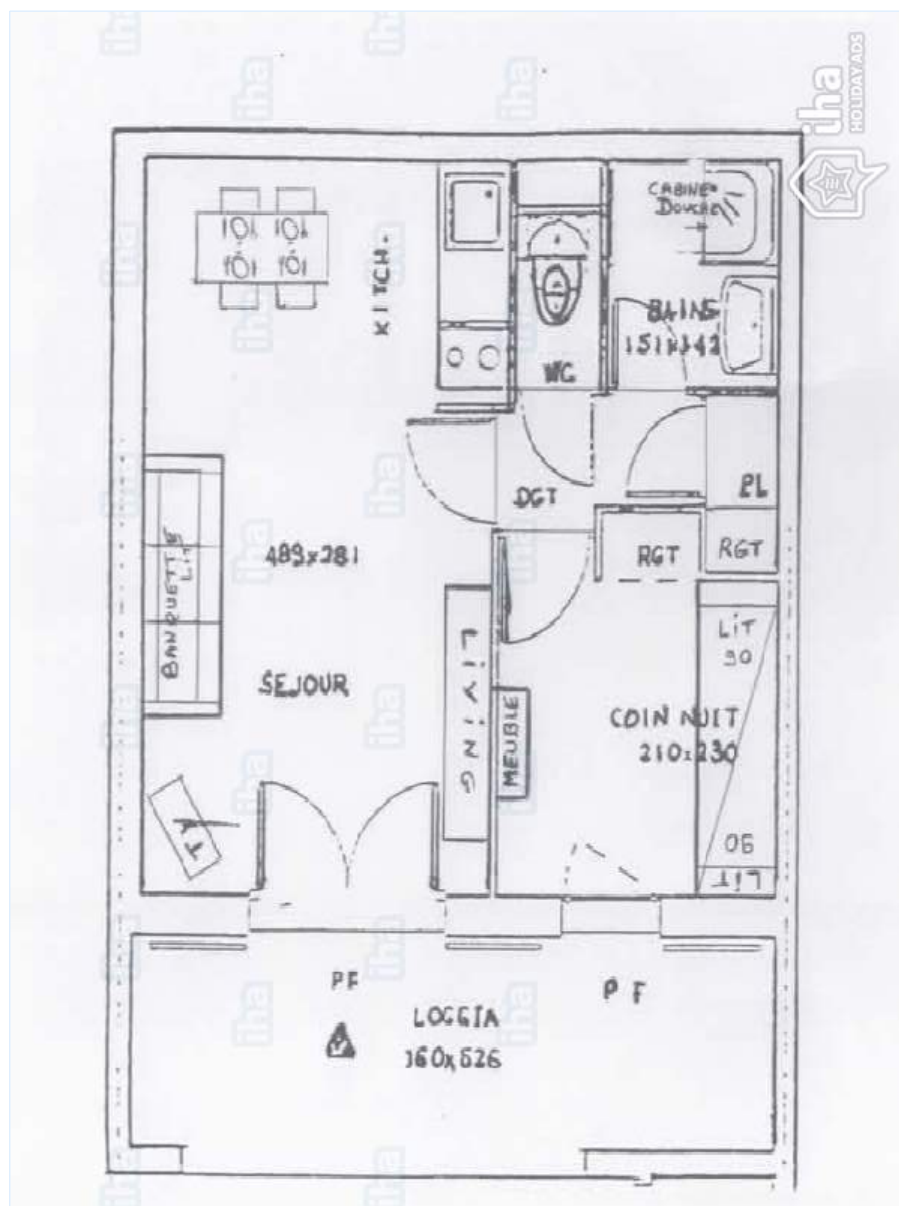 iha
HOLIDAY ADS
CABINE
DOUCHE
KITCH.
BAINS
151x142
WC
DGT
PL
RGT
RGT
BANQUETTE
LIT
489x281
SEJOUR
LIVING
MEUBLE
LIT
90
COIN NUIT
210x230
90
LIT
TV
PF
PF
LOGGIA
160x526